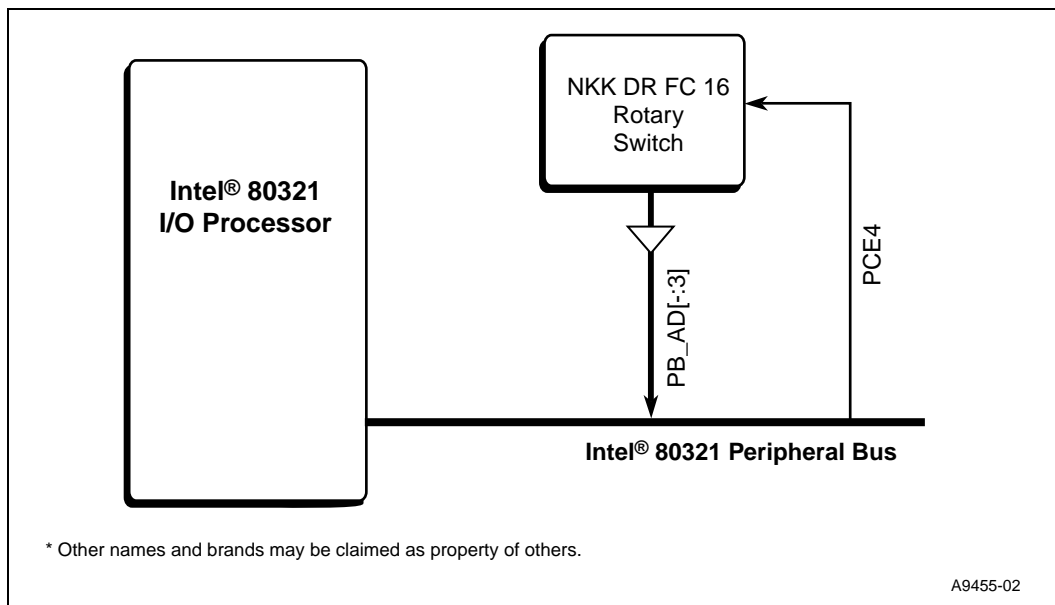 NKK DR FC 16
Rotary
Switch
Intel® 80321
I/O Processor
PCE4
PB_AD[-:3]
Intel® 80321 Peripheral Bus
* Other names and brands may be claimed as property of others.
A9455-02